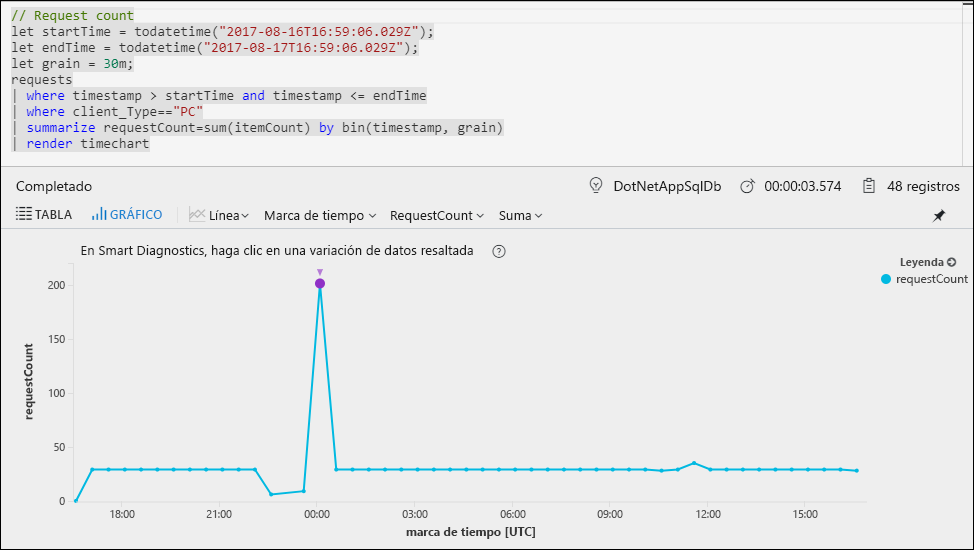 // Request count
let startTime = todatetime("2017-08-16T16:59:06.029Z");
let endTime = todatetime("2017-08-17T16:59:06.029Z");
let grain = 30m;
requests
| where timestamp > startTime and timestamp <= endTime
| where client_Type=="PC"
| summarize requestCount=sum(itemCount) by bin(timestamp, grain)
| render timechart
Completado DotNetAppSqlDb 00:00:03.574 48 registros
TABLA GRÁFICO Línea Marca de tiempo RequestCount Suma
En Smart Diagnostics, haga clic en una variación de datos resaltada ?
Leyenda
requestCount
200
150
100
50
0
requestCount
18:00 21:00 00:00 03:00 06:00 09:00 12:00 15:00
marca de tiempo [UTC]